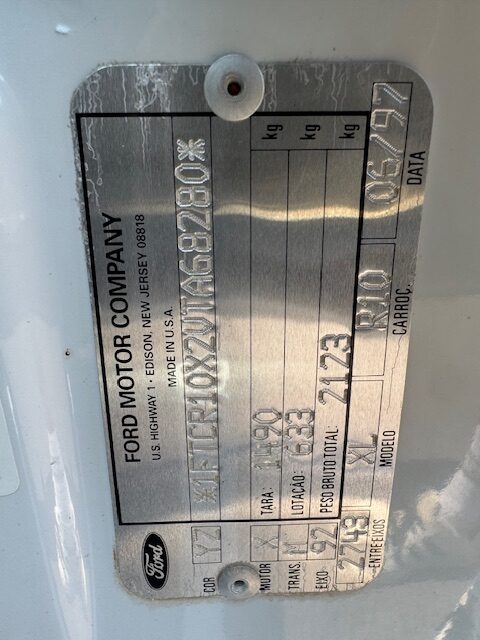 FORD MOTOR COMPANY
U.S. HIGHWAY 1 · EDISON, NEW JERSEY 08818
MADE IN U.S.A.
Ford
*1FTCR10X2VTA68280*
COR YZ
TARA: 1490 kg
MOTOR X
LOTAÇÃO: 633 kg
TRANS. M
PESO BRUTO TOTAL: 2123 kg
EIXO 92
2743 XL R10 06/97
ENTRE EIXOS MODELO CARROÇ. DATA